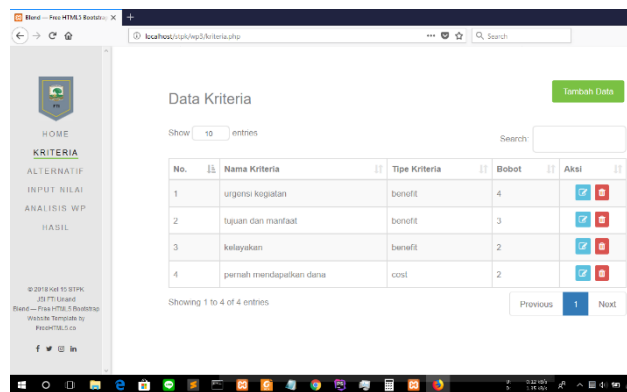 Blend — Free HTML5 Bootstrap
localhost/stpk/wp3/kriteria.php
Search
HOME
KRITERIA
ALTERNATIF
INPUT NILAI
ANALISIS WP
HASIL
© 2018 Kel 15 STPK
JSI FTI Unand
Blend — Free HTML5 Bootstrap
Website Template by
FreeHTML5.co
Data Kriteria
Tambah Data
Show 10 entries
Search:
No. Nama Kriteria Tipe Kriteria Bobot Aksi
1 urgensi kegiatan benefit 4
2 tujuan dan manfaat benefit 3
3 kelayakan benefit 2
4 pernah mendapatkan dana cost 2
Showing 1 to 4 of 4 entries
Previous 1 Next